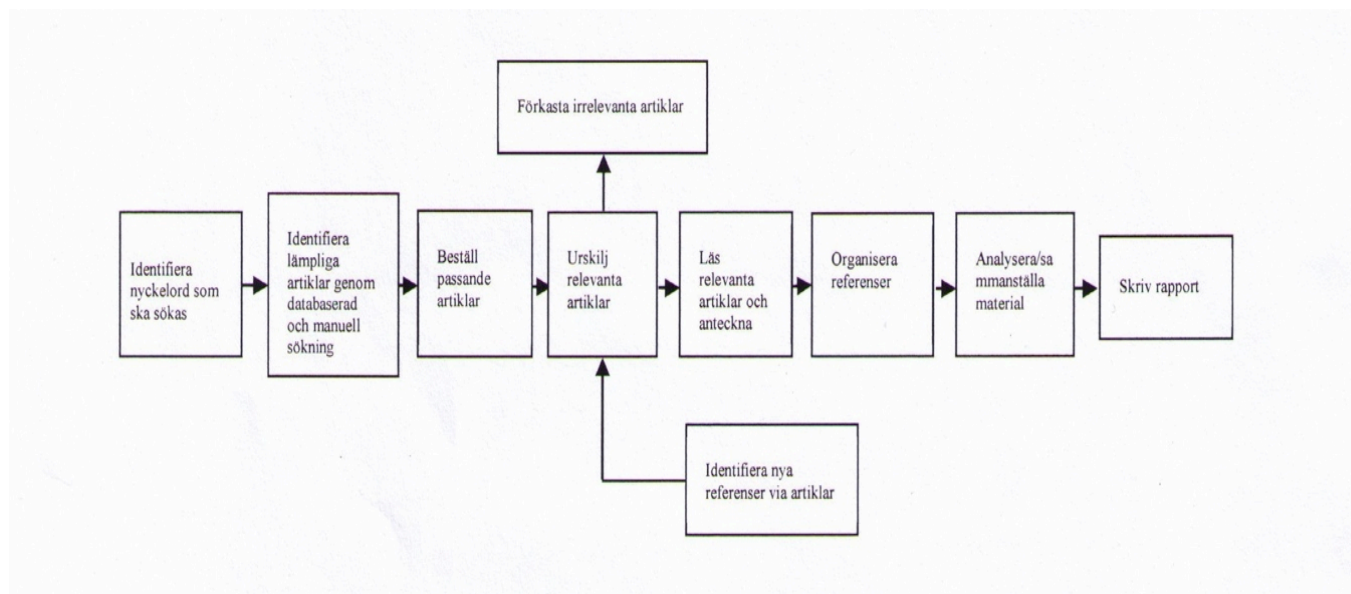 Förkasta irrelevanta artiklar
Identifiera
nyckelord som
ska sökas
Identifiera
lämpliga
artiklar genom
databaserad
och manuell
sökning
Beställ
passande
artiklar
Urskilj
relevanta
artiklar
Läs
relevanta
artiklar och
anteckna
Organisera
referenser
Analysera/sa
mmanställa
material
Skriv rapport
Identifiera nya
referenser via artiklar